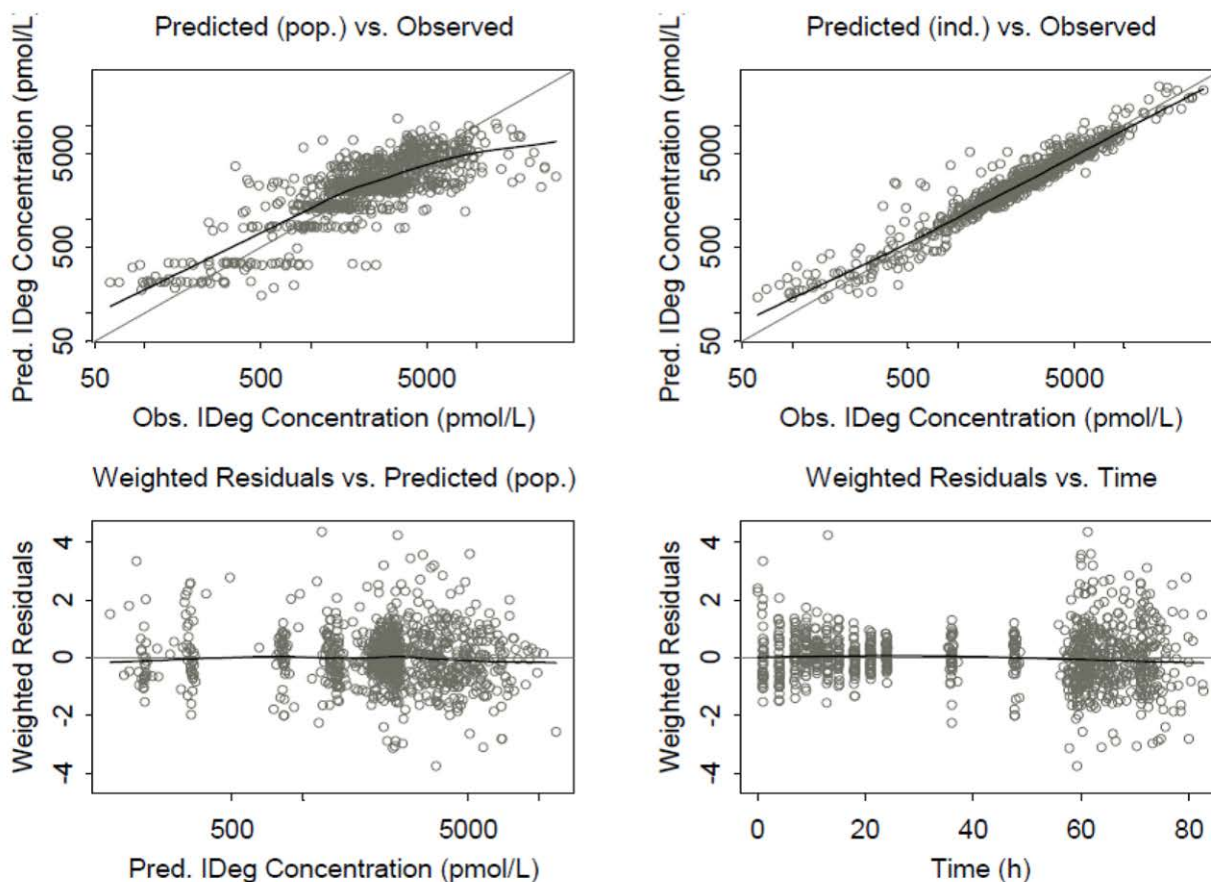 Predicted (pop.) vs. Observed
Pred. IDeg Concentration (pmol/L)
5000
500
50
50 500 5000
Obs. IDeg Concentration (pmol/L)
Predicted (ind.) vs. Observed
Pred. IDeg Concentration (pmol/L)
5000
500
50
50 500 5000
Obs. IDeg Concentration (pmol/L)
Weighted Residuals vs. Predicted (pop.)
Weighted Residuals
4
2
0
-2
-4
500 5000
Pred. IDeg Concentration (pmol/L)
Weighted Residuals vs. Time
Weighted Residuals
4
2
0
-2
-4
0 20 40 60 80
Time (h)